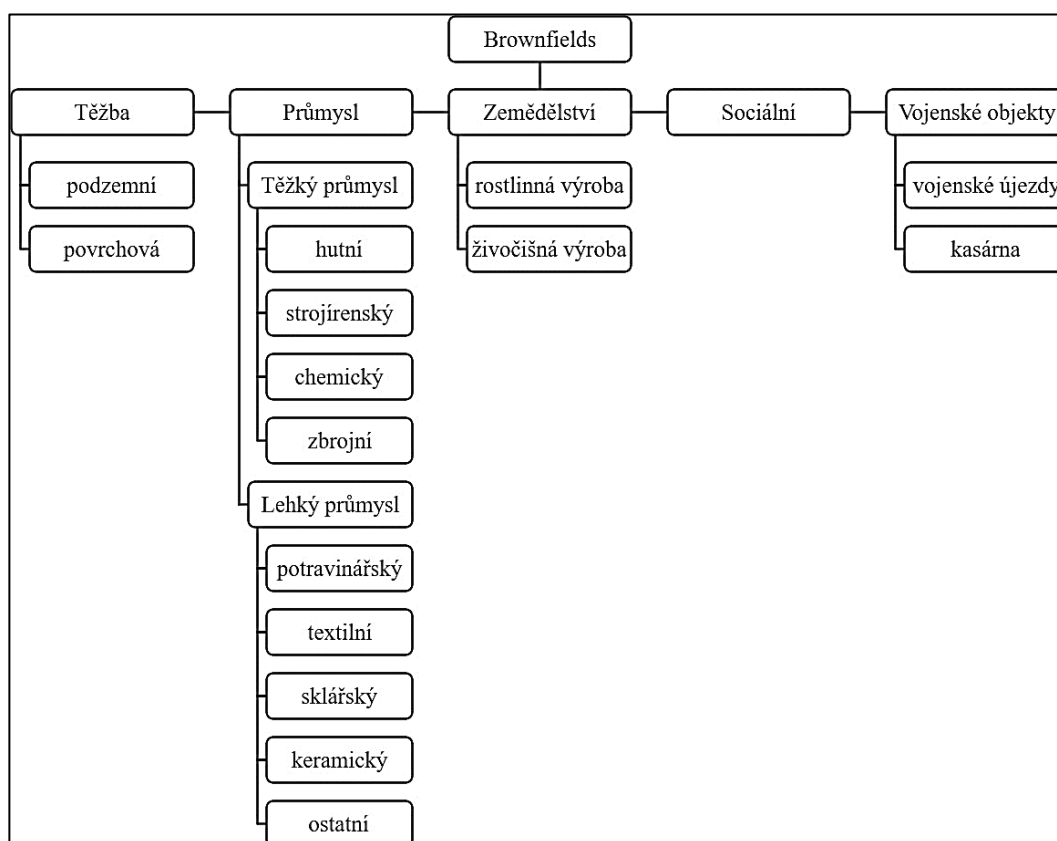 Brownfields
Těžba
Průmysl
Zemědělství
Sociální
Vojenské objekty
podzemní
povrchová
Těžký průmysl
hutní
strojírenský
chemický
zbrojní
Lehký průmysl
potravinářský
textilní
sklářský
keramický
ostatní
rostlinná výroba
živočišná výroba
vojenské újezdy
kasárna